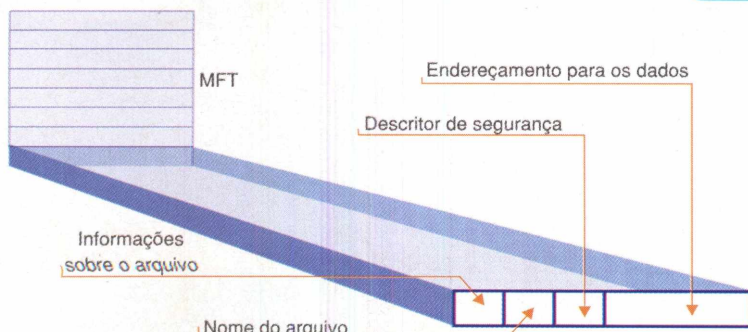 MFT
Endereçamento para os dados
Descritor de segurança
Informações
sobre o arquivo
Nome do arquivo